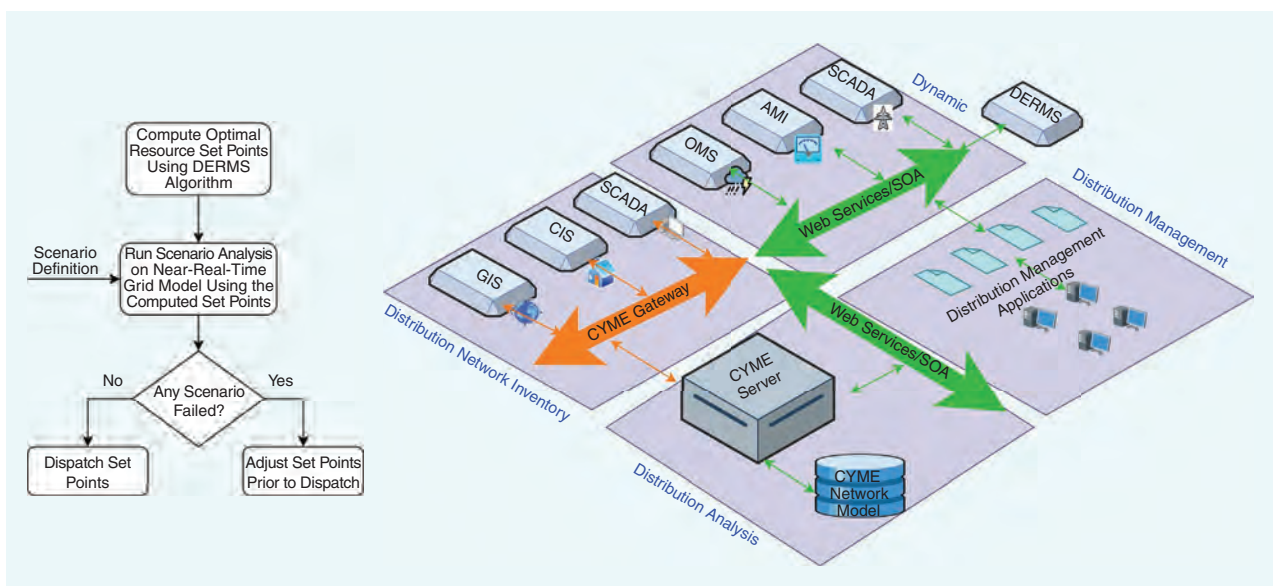 Compute Optimal
Resource Set Points
Using DERMS
Algorithm
Scenario
Definition
Run Scenario Analysis
on Near-Real-Time
Grid Model Using the
Computed Set Points
No
Any Scenario
Failed?
Yes
Dispatch Set
Points
Adjust Set Points
Prior to Dispatch
SCADA
AMI
OMS
Dynamic
DERMS
Web Services/SOA
SCADA
CIS
GIS
CYME Gateway
Distribution Network Inventory
Distribution Management
Distribution Management
Applications
Web Services/SOA
CYME
Server
CYME
Network
Model
Distribution Analysis